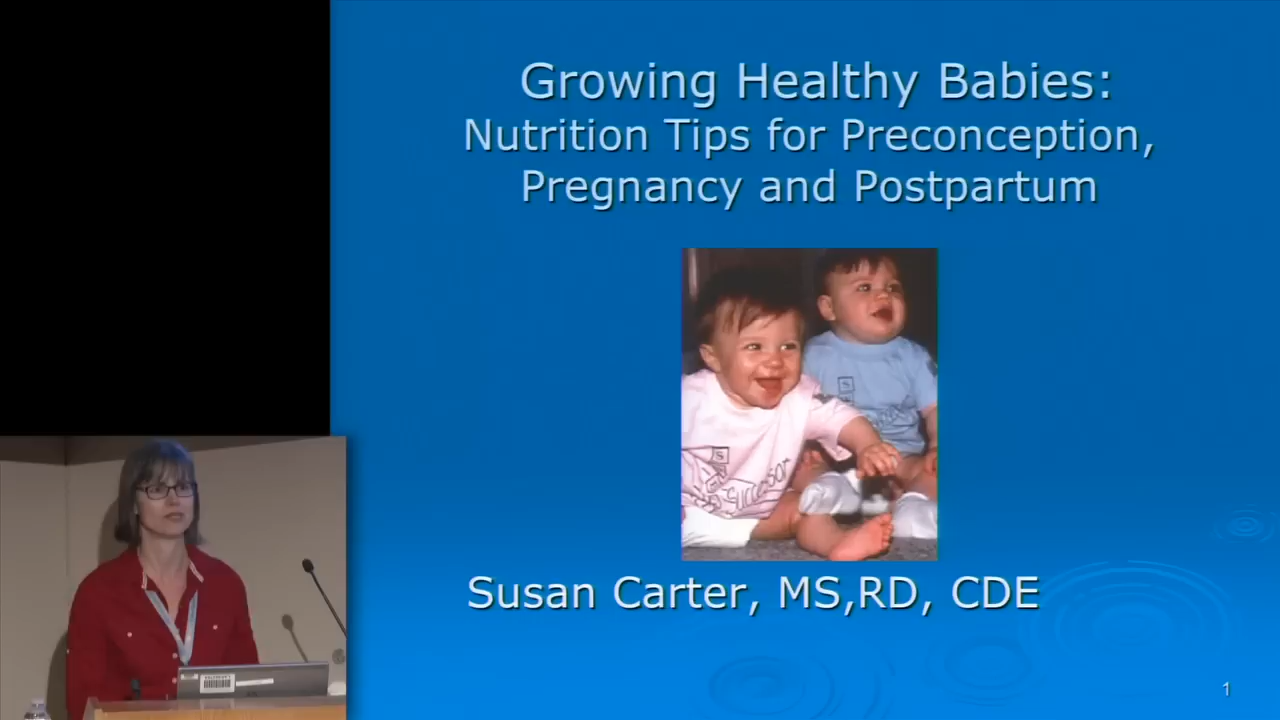 Growing Healthy Babies:
Nutrition Tips for Preconception,
Pregnancy and Postpartum
Susan Carter, MS,RD, CDE
1